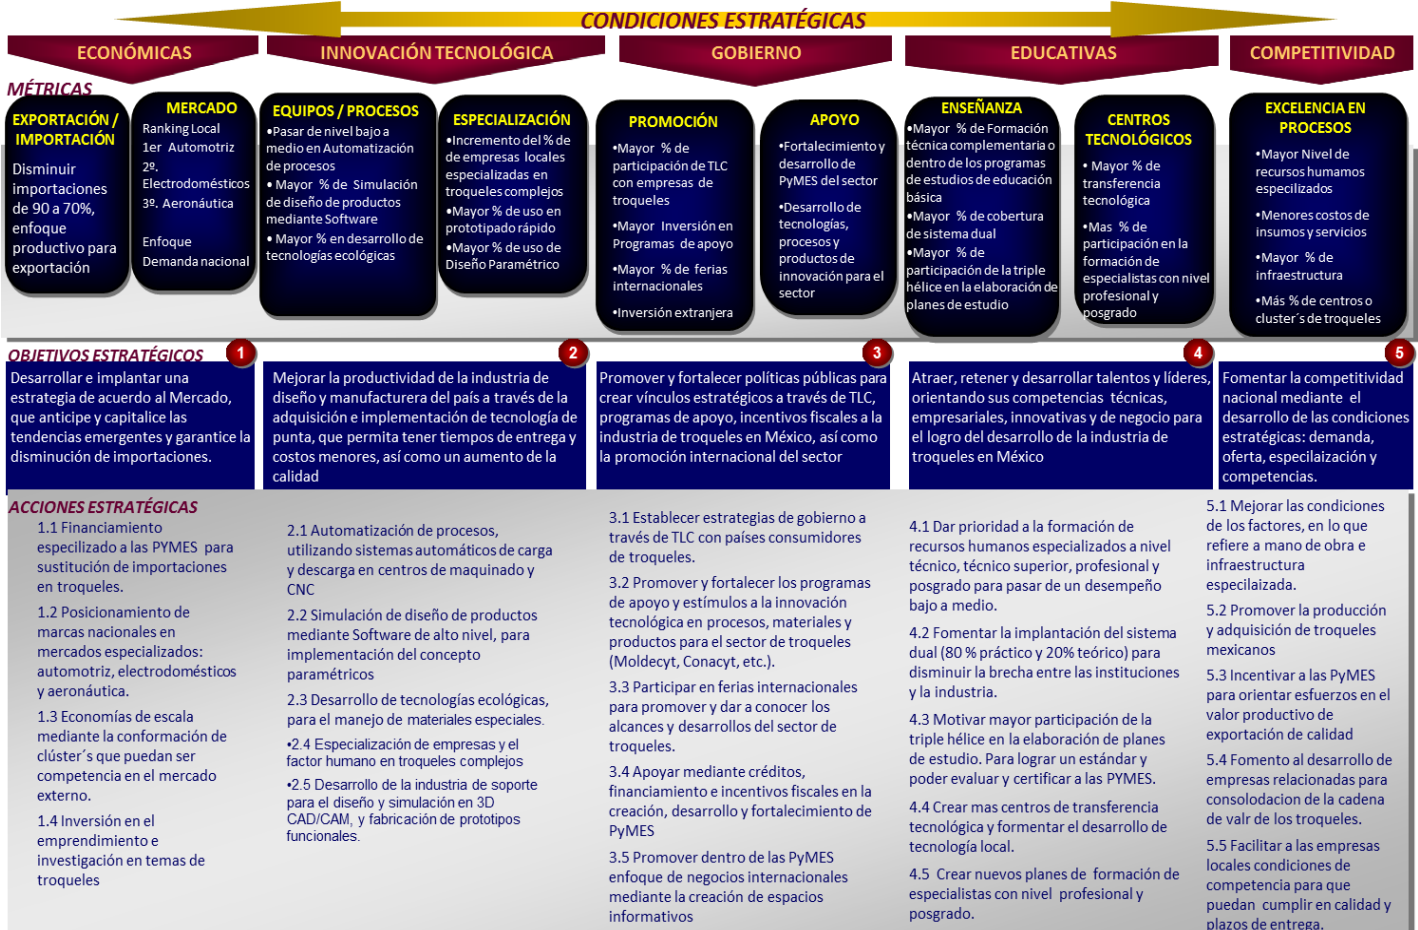 CONDICIONES ESTRATÉGICAS
ECONÓMICAS
INNOVACIÓN TECNOLÓGICA
GOBIERNO
EDUCATIVAS
COMPETITIVIDAD
MÉTRICAS
EXPORTACIÓN /
IMPORTACIÓN
Disminuir
importaciones
de 90 a 70%,
enfoque
productivo para
exportación
MERCADO
Ranking Local
1er Automotriz
2º.
Electrodomésticos
3º. Aeronáutica
Enfoque
Demanda nacional
EQUIPOS / PROCESOS
•Pasar de nivel bajo a
medio en Automatización
de procesos
• Mayor % de Simulación
de diseño de productos
mediante Software
• Mayor % en desarrollo de
tecnologías ecológicas
ESPECIALIZACIÓN
•Incremento del % de
de empresas locales
especializadas en
troqueles complejos
•Mayor % de uso en
prototipado rápido
•Mayor % de uso de
Diseño Paramétrico
PROMOCIÓN
•Mayor % de
participación de TLC
con empresas de
troqueles
•Mayor Inversión en
Programas de apoyo
•Mayor % de ferias
internacionales
•Inversión extranjera
APOYO
•Fortalecimiento y
desarrollo de
PyMES del sector
•Desarrollo de
tecnologías,
procesos y
productos de
innovación para el
sector
ENSEÑANZA
•Mayor % de Formación
técnica complementaria o
dentro de los programas
de estudios de educación
básica
•Mayor % de cobertura
de sistema dual
•Mayor % de
participación de la triple
hélice en la elaboración de
planes de estudio
CENTROS
TECNOLÓGICOS
• Mayor % de
transferencia
tecnológica
•Mas % de
participación en la
formación de
especialistas con nivel
profesional y
posgrado
EXCELENCIA EN
PROCESOS
•Mayor Nivel de
recursos humamos
especilizados
•Menores costos de
insumos y servicios
•Mayor % de
infraestructura
•Más % de centros o
cluster´s de troqueles
OBJETIVOS ESTRATÉGICOS
1
Desarrollar e implantar una
estrategia de acuerdo al Mercado,
que anticipe y capitalice las
tendencias emergentes y garantice la
disminución de importaciones.
2
Mejorar la productividad de la industria de
diseño y manufacturera del país a través de la
adquisición e implementación de tecnología de
punta, que permita tener tiempos de entrega y
costos menores, así como un aumento de la
calidad
3
Promover y fortalecer políticas públicas para
crear vínculos estratégicos a través de TLC,
programas de apoyo, incentivos fiscales a la
industria de troqueles en México, así como
la promoción internacional del sector
4
Atraer, retener y desarrollar talentos y líderes,
orientando sus competencias técnicas,
empresariales, innovativas y de negocio para
el logro del desarrollo de la industria de
troqueles en México
5
Fomentar la competitividad
nacional mediante el
desarrollo de las condiciones
estratégicas: demanda,
oferta, especilaización y
competencias.
ACCIONES ESTRATÉGICAS
1.1 Financiamiento
especilizado a las PYMES para
sustitución de importaciones
en troqueles.
1.2 Posicionamiento de
marcas nacionales en
mercados especializados:
automotriz, electrodomésticos
y aeronáutica.
1.3 Economías de escala
mediante la conformación de
clúster´s que puedan ser
competencia en el mercado
externo.
1.4 Inversión en el
emprendimiento e
investigación en temas de
troqueles
2.1 Automatización de procesos,
utilizando sistemas automáticos de carga
y descarga en centros de maquinado y
CNC
2.2 Simulación de diseño de productos
mediante Software de alto nivel, para
implementación del concepto
paramétricos
2.3 Desarrollo de tecnologías ecológicas,
para el manejo de materiales especiales.
•2.4 Especialización de empresas y el
factor humano en troqueles complejos
•2.5 Desarrollo de la industria de soporte
para el diseño y simulación en 3D
CAD/CAM, y fabricación de prototipos
funcionales.
3.1 Establecer estrategias de gobierno a
través de TLC con países consumidores
de troqueles.
3.2 Promover y fortalecer los programas
de apoyo y estímulos a la innovación
tecnológica en procesos, materiales y
productos para el sector de troqueles
(Moldecyt, Conacyt, etc.).
3.3 Participar en ferias internacionales
para promover y dar a conocer los
alcances y desarrollos del sector de
troqueles.
3.4 Apoyar mediante créditos,
financiamiento e incentivos fiscales en la
creación, desarrollo y fortalecimiento de
PyMES
3.5 Promover dentro de las PyMES
enfoque de negocios internacionales
mediante la creación de espacios
informativos
4.1 Dar prioridad a la formación de
recursos humanos especializados a nivel
técnico, técnico superior, profesional y
posgrado para pasar de un desempeño
bajo a medio.
4.2 Fomentar la implantación del sistema
dual (80 % práctico y 20% teórico) para
disminuir la brecha entre las instituciones
y la industria.
4.3 Motivar mayor participación de la
triple hélice en la elaboración de planes
de estudio. Para lograr un estándar y
poder evaluar y certificar a las PYMES.
4.4 Crear mas centros de transferencia
tecnológica y formentar el desarrollo de
tecnología local.
4.5 Crear nuevos planes de formación de
especialistas con nivel profesional y
posgrado.
5.1 Mejorar las condiciones
de los factores, en lo que
refiere a mano de obra e
infraestructura
especilaizada.
5.2 Promover la producción
y adquisición de troqueles
mexicanos
5.3 Incentivar a las PyMES
para orientar esfuerzos en el
valor productivo de
exportación de calidad
5.4 Fomento al desarrollo de
empresas relacionadas para
consolodacion de la cadena
de valr de los troqueles.
5.5 Facilitar a las empresas
locales condiciones de
competencia para que
puedan cumplir en calidad y
plazos de entrega.